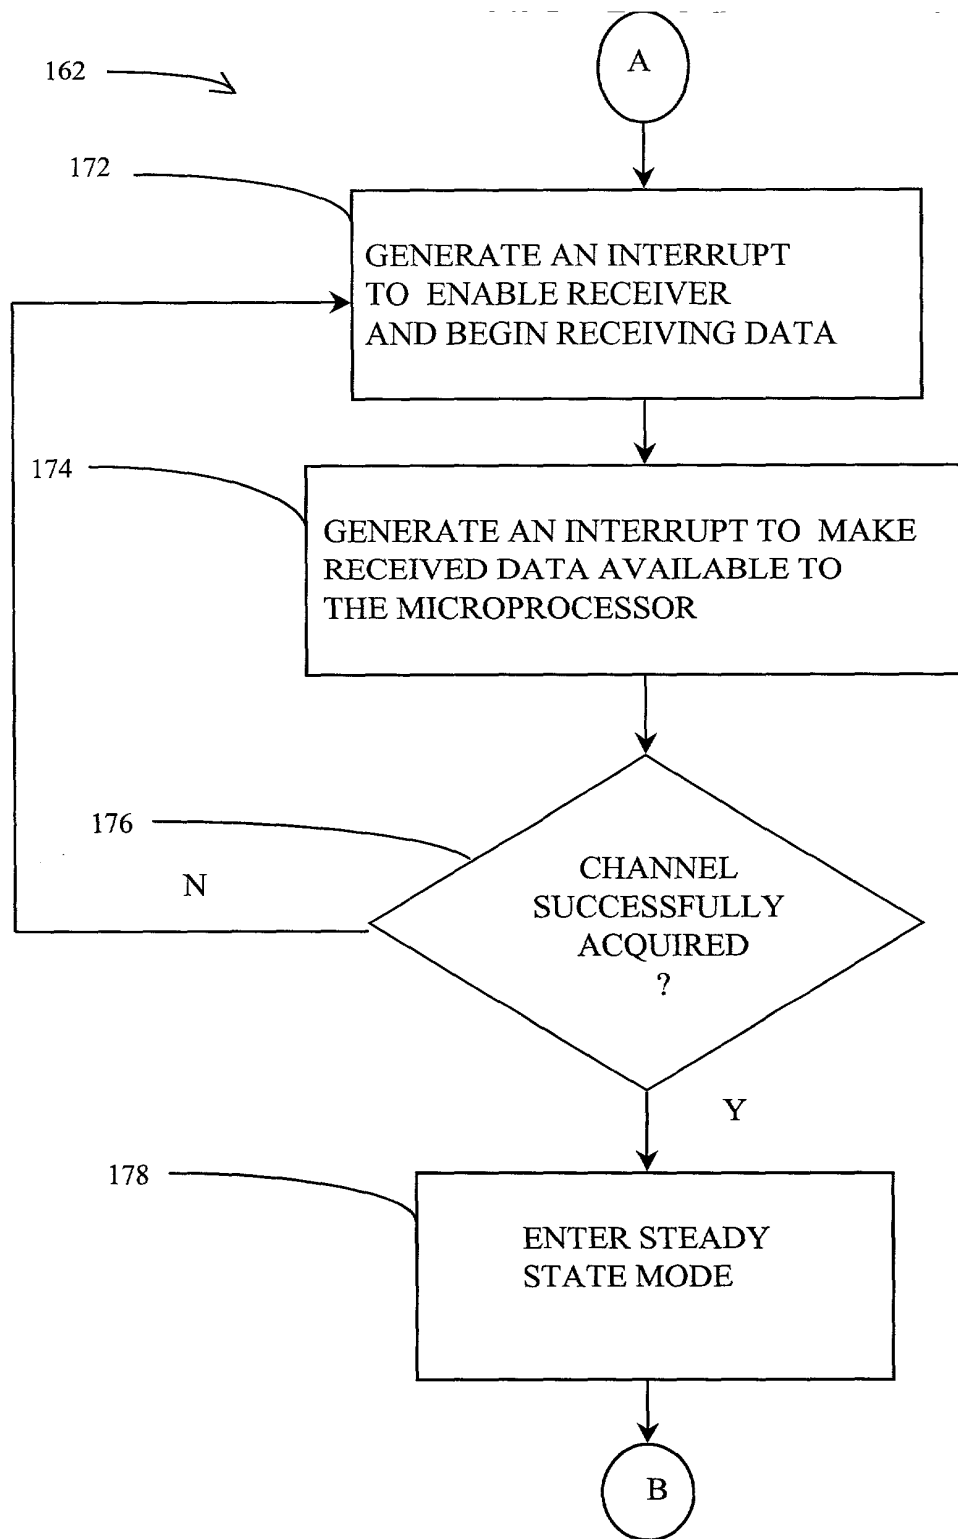 A
162
172
GENERATE AN INTERRUPT
TO ENABLE RECEIVER
AND BEGIN RECEIVING DATA
174
GENERATE AN INTERRUPT TO MAKE
RECEIVED DATA AVAILABLE TO
THE MICROPROCESSOR
176
CHANNEL
SUCCESSFULLY
ACQUIRED
?
N
Y
178
ENTER STEADY
STATE MODE
B